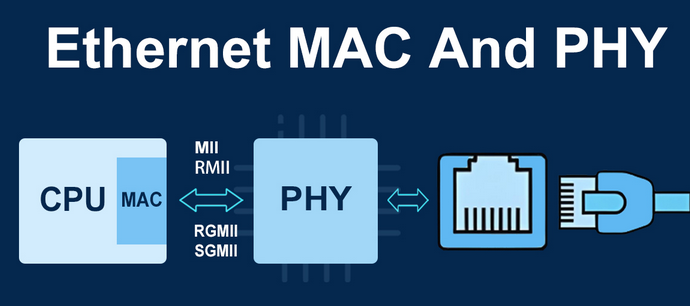 Ethernet MAC And PHY
CPU
MAC
MII
RMII
RGMII
SGMII
PHY